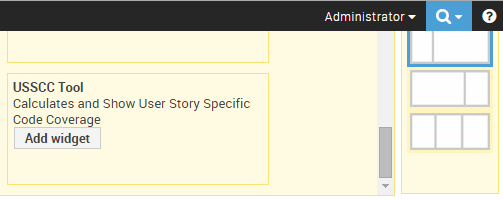 Administrator
USSCC Tool
Calculates and Show User Story Specific
Code Coverage
Add widget